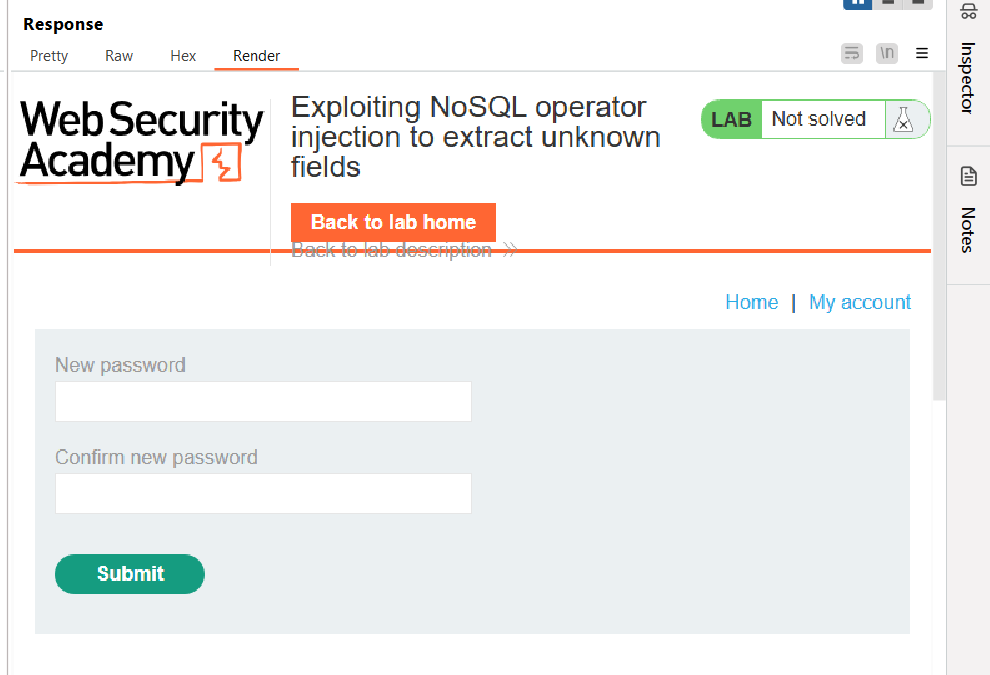 Response
Pretty Raw Hex Render
\n
Inspector
Notes
Web Security
Academy
Exploiting NoSQL operator
injection to extract unknown
fields
LAB Not solved
Back to lab home
Back to lab description
Home | My account
New password
Confirm new password
Submit